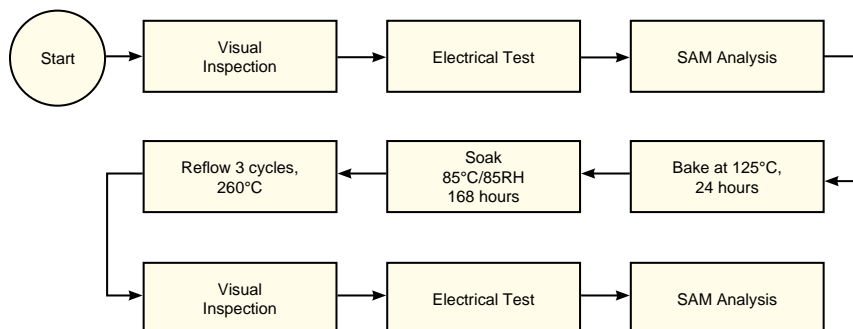 Start
Visual
Inspection
Electrical Test
SAM Analysis
Reflow 3 cycles,
260°C
Soak
85°C/85RH
168 hours
Bake at 125°C,
24 hours
Visual
Inspection
Electrical Test
SAM Analysis